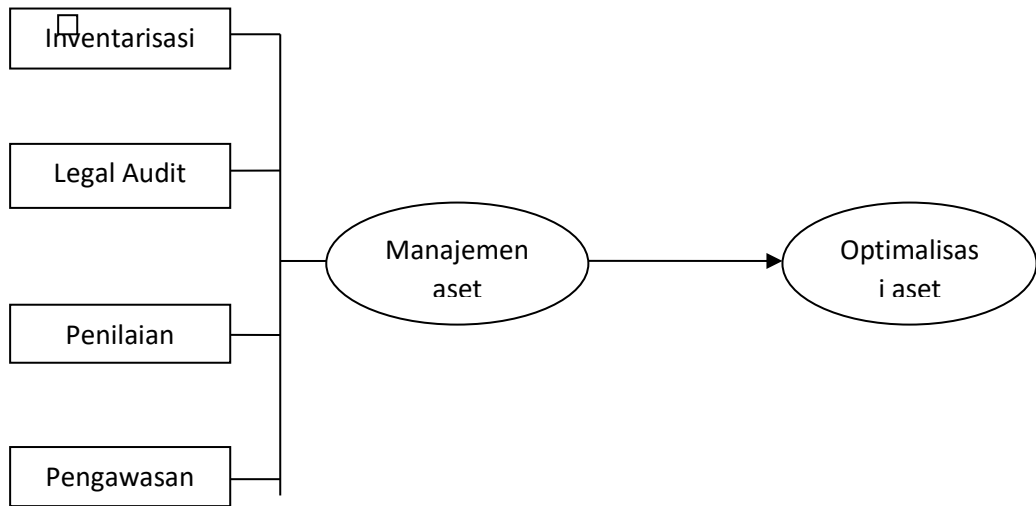 Inventarisasi
Legal Audit
Manajemen
aset
Optimalisas
i aset
Penilaian
Pengawasan